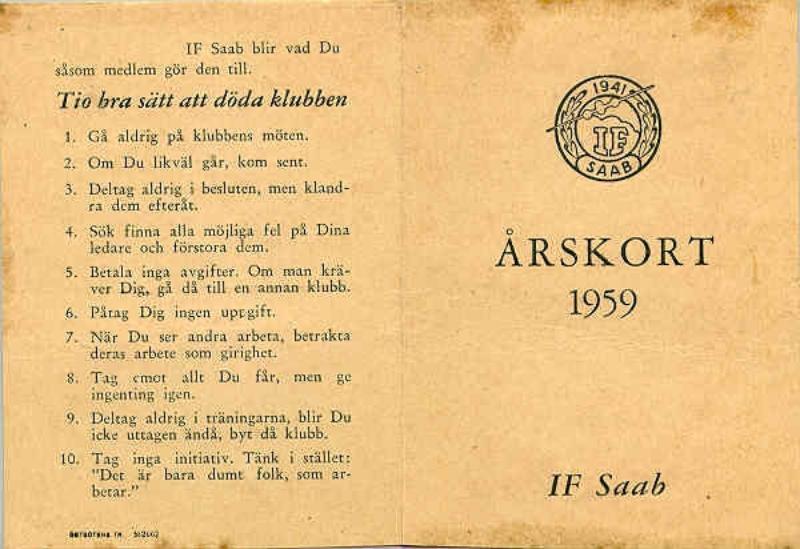 IF Saab blir vad Du
såsom medlem gör den till.
Tio bra sätt att döda klubben
1. Gå aldrig på klubbens möten.
2. Om Du likväl går, kom sent.
3. Deltag aldrig i besluten, men kland-
ra dem efteråt.
4. Sök finna alla möjliga fel på Dina
ledare och förstora dem.
5. Betala inga avgifter. Om man krä-
ver Dig, gå då till en annan klubb.
6. Påtag Dig ingen uppgift.
7. När Du ser andra arbeta, betrakta
deras arbete som girighet.
8. Tag emot allt Du får, men ge
ingenting igen.
9. Deltag aldrig i träningarna, blir Du
icke uttagen ändå, byt då klubb.
10. Tag inga initiativ. Tänk i stället:
"Det är bara dumt folk, som ar-
betar."
1941
IF
SAAB
ÅRSKORT
1959
IF Saab